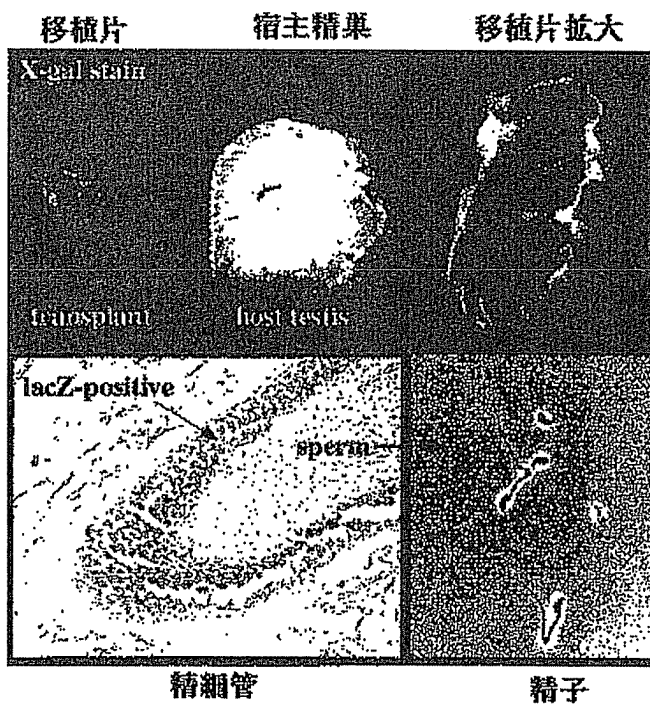 移植片 宿主精巣 移植片拡大
X-gal stain
transplant host testis
lacZ-positive
sperm
精細管 精子